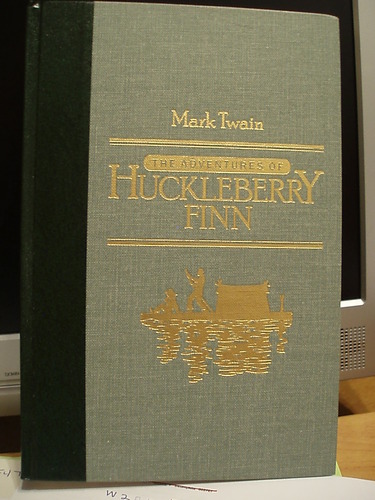 Mark Twain
THE ADVENTURES OF
HUCKLEBERRY
FINN